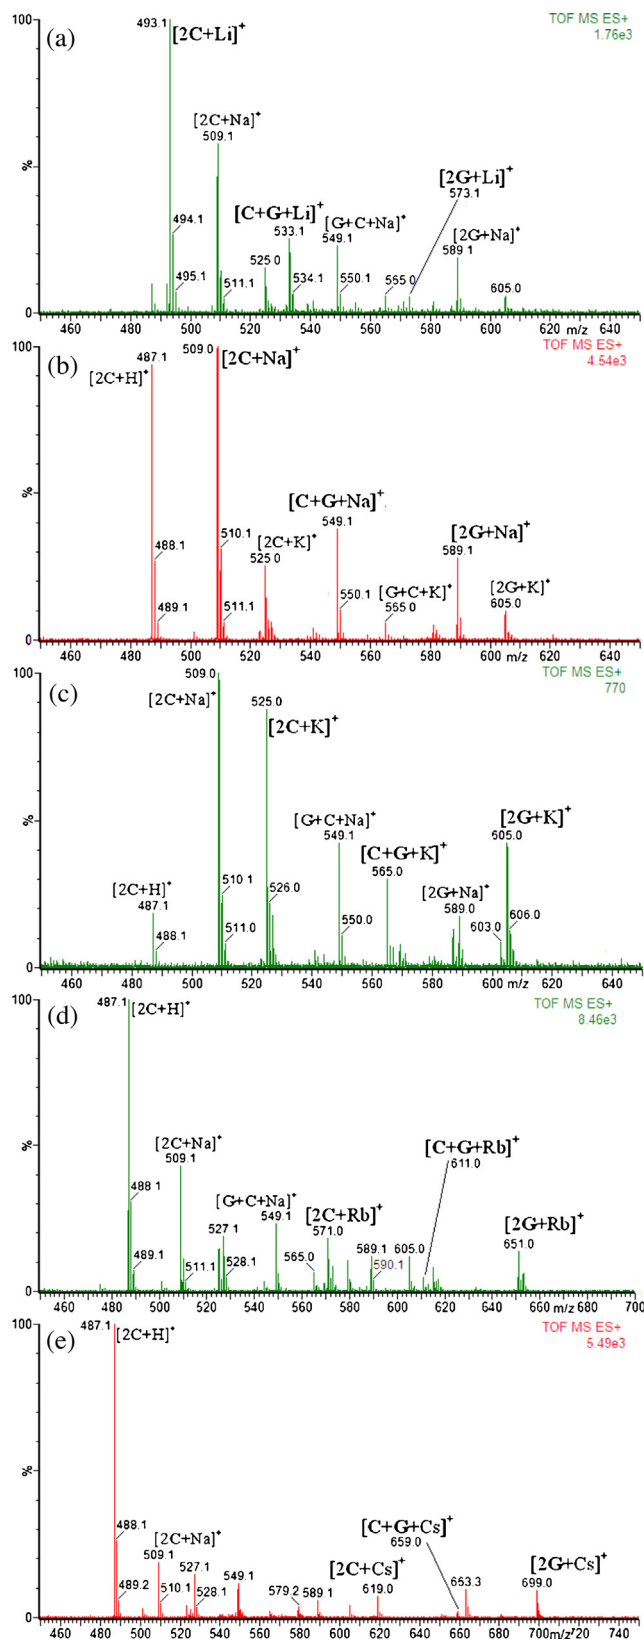 (a)
TOF MS ES+
1.76e3
100
%
0
493.1
[2C+Li]⁺
[2C+Na]⁺
509.1
[2G+Li]⁺
573.1
[C+G+Li]⁺
533.1
[G+C+Na]⁺
549.1
[2G+Na]⁺
589.1
494.1
495.1
511.1
525.0
534.1
550.1
565.0
605.0
460 480 500 520 540 560 580 600 620 m/z 640
(b)
TOF MS ES+
4.54e3
100
%
0
487.1
[2C+H]⁺
509.0
[2C+Na]⁺
[C+G+Na]⁺
549.1
[2G+Na]⁺
589.1
488.1
489.1
510.1
511.1
[2C+K]⁺
525.0
550.1
[G+C+K]⁺
565.0
[2G+K]⁺
605.0
460 480 500 520 540 560 580 600 m/z 620 640
(c)
TOF MS ES+
770
100
%
0
509.0
[2C+Na]⁺
525.0
[2C+K]⁺
[G+C+Na]⁺
549.1
[C+G+K]⁺
565.0
[2G+K]⁺
605.0
[2C+H]⁺
487.1
488.1
510.1
511.0
526.0
550.0
[2G+Na]⁺
589.0
603.0
606.0
460 480 500 520 540 560 580 600 m/z 620 640
(d)
TOF MS ES+
8.46e3
100
%
0
487.1
[2C+H]⁺
[2C+Na]⁺
509.1
[C+G+Rb]⁺
611.0
488.1
489.1
511.1
527.1
528.1
[G+C+Na]⁺
549.1
565.0
[2C+Rb]⁺
571.0
589.1
590.1
605.0
[2G+Rb]⁺
651.0
460 480 500 520 540 560 580 600 620 640 660 m/z 680 700
(e)
TOF MS ES+
5.49e3
100
%
0
487.1
[2C+H]⁺
488.1
489.2
[2C+Na]⁺
509.1
510.1
527.1
528.1
549.1
579.2
589.1
[2C+Cs]⁺
619.0
[C+G+Cs]⁺
659.0
653.3
[2G+Cs]⁺
699.0
460 480 500 520 540 560 580 600 620 640 660 680 700 m/z 720 740